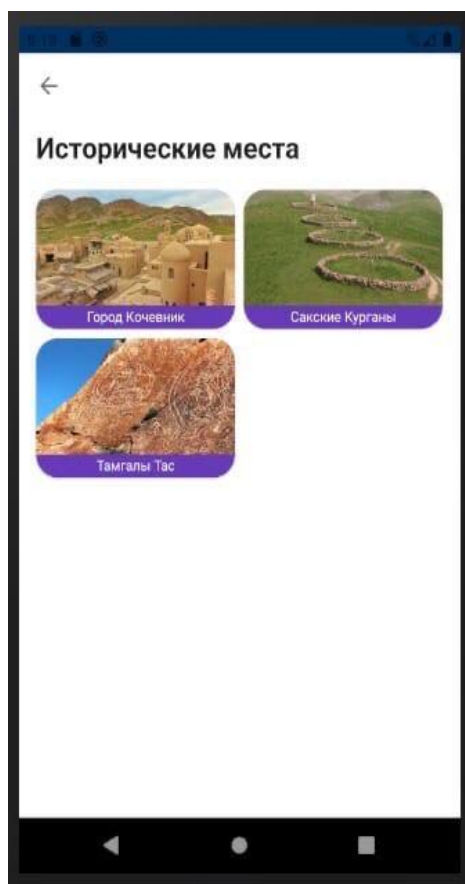 Исторические места
Город Кочевник
Сакские Курганы
Тамгалы Тас